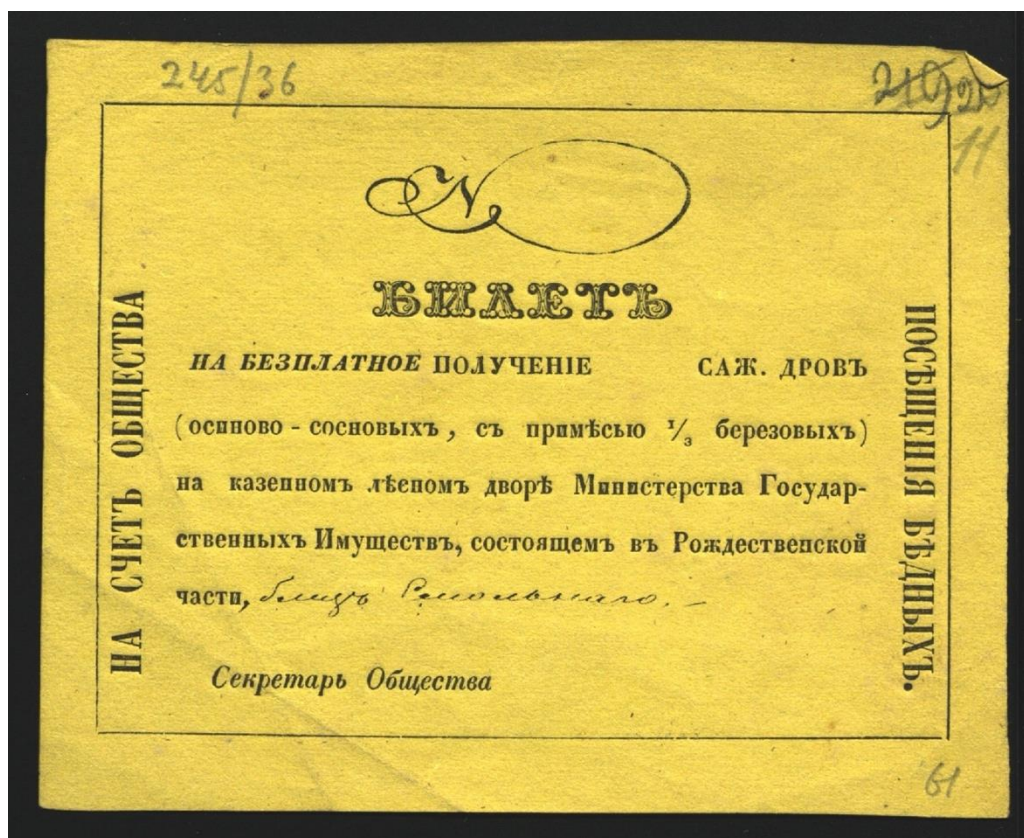 245/36
11
N
БИЛЕТЪ
НА БЕЗПЛАТНОЕ ПОЛУЧЕНІЕ САЖ. ДРОВЪ
(осиново - сосновыхъ, съ примѣсью 1/3 березовыхъ)
на казенномъ лѣсномъ дворѣ Министерства Государ-
ственныхъ Имуществъ, состоящемъ въ Рождественской
части, близъ Смольнаго. –
Секретарь Общества
НА СЧЕТЪ ОБЩЕСТВА
ПОСѢЩЕНІЯ БѢДНЫХЪ.
61